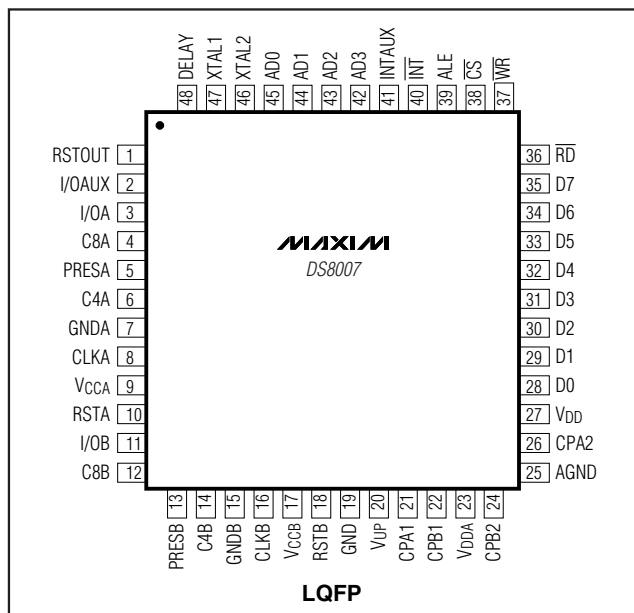 DELAY
XTAL1
XTAL2
AD0
AD1
AD2
AD3
INTAUX
I̅N̅T̅
ALE
C̅S̅
W̅R̅
48
47
46
45
44
43
42
41
40
39
38
37
RSTOUT 1
I/OAUX 2
I/OA 3
C8A 4
PRESA 5
C4A 6
GNDA 7
CLKA 8
VCCA 9
RSTA 10
I/OB 11
C8B 12
MAXIM
DS8007
36 R̅D̅
35 D7
34 D6
33 D5
32 D4
31 D3
30 D2
29 D1
28 D0
27 VDD
26 CPA2
25 AGND
13
14
15
16
17
18
19
20
21
22
23
24
PRESB
C4B
GNDB
CLKB
VCCB
RSTB
GND
VUP
CPA1
CPB1
VDDA
CPB2
LQFP